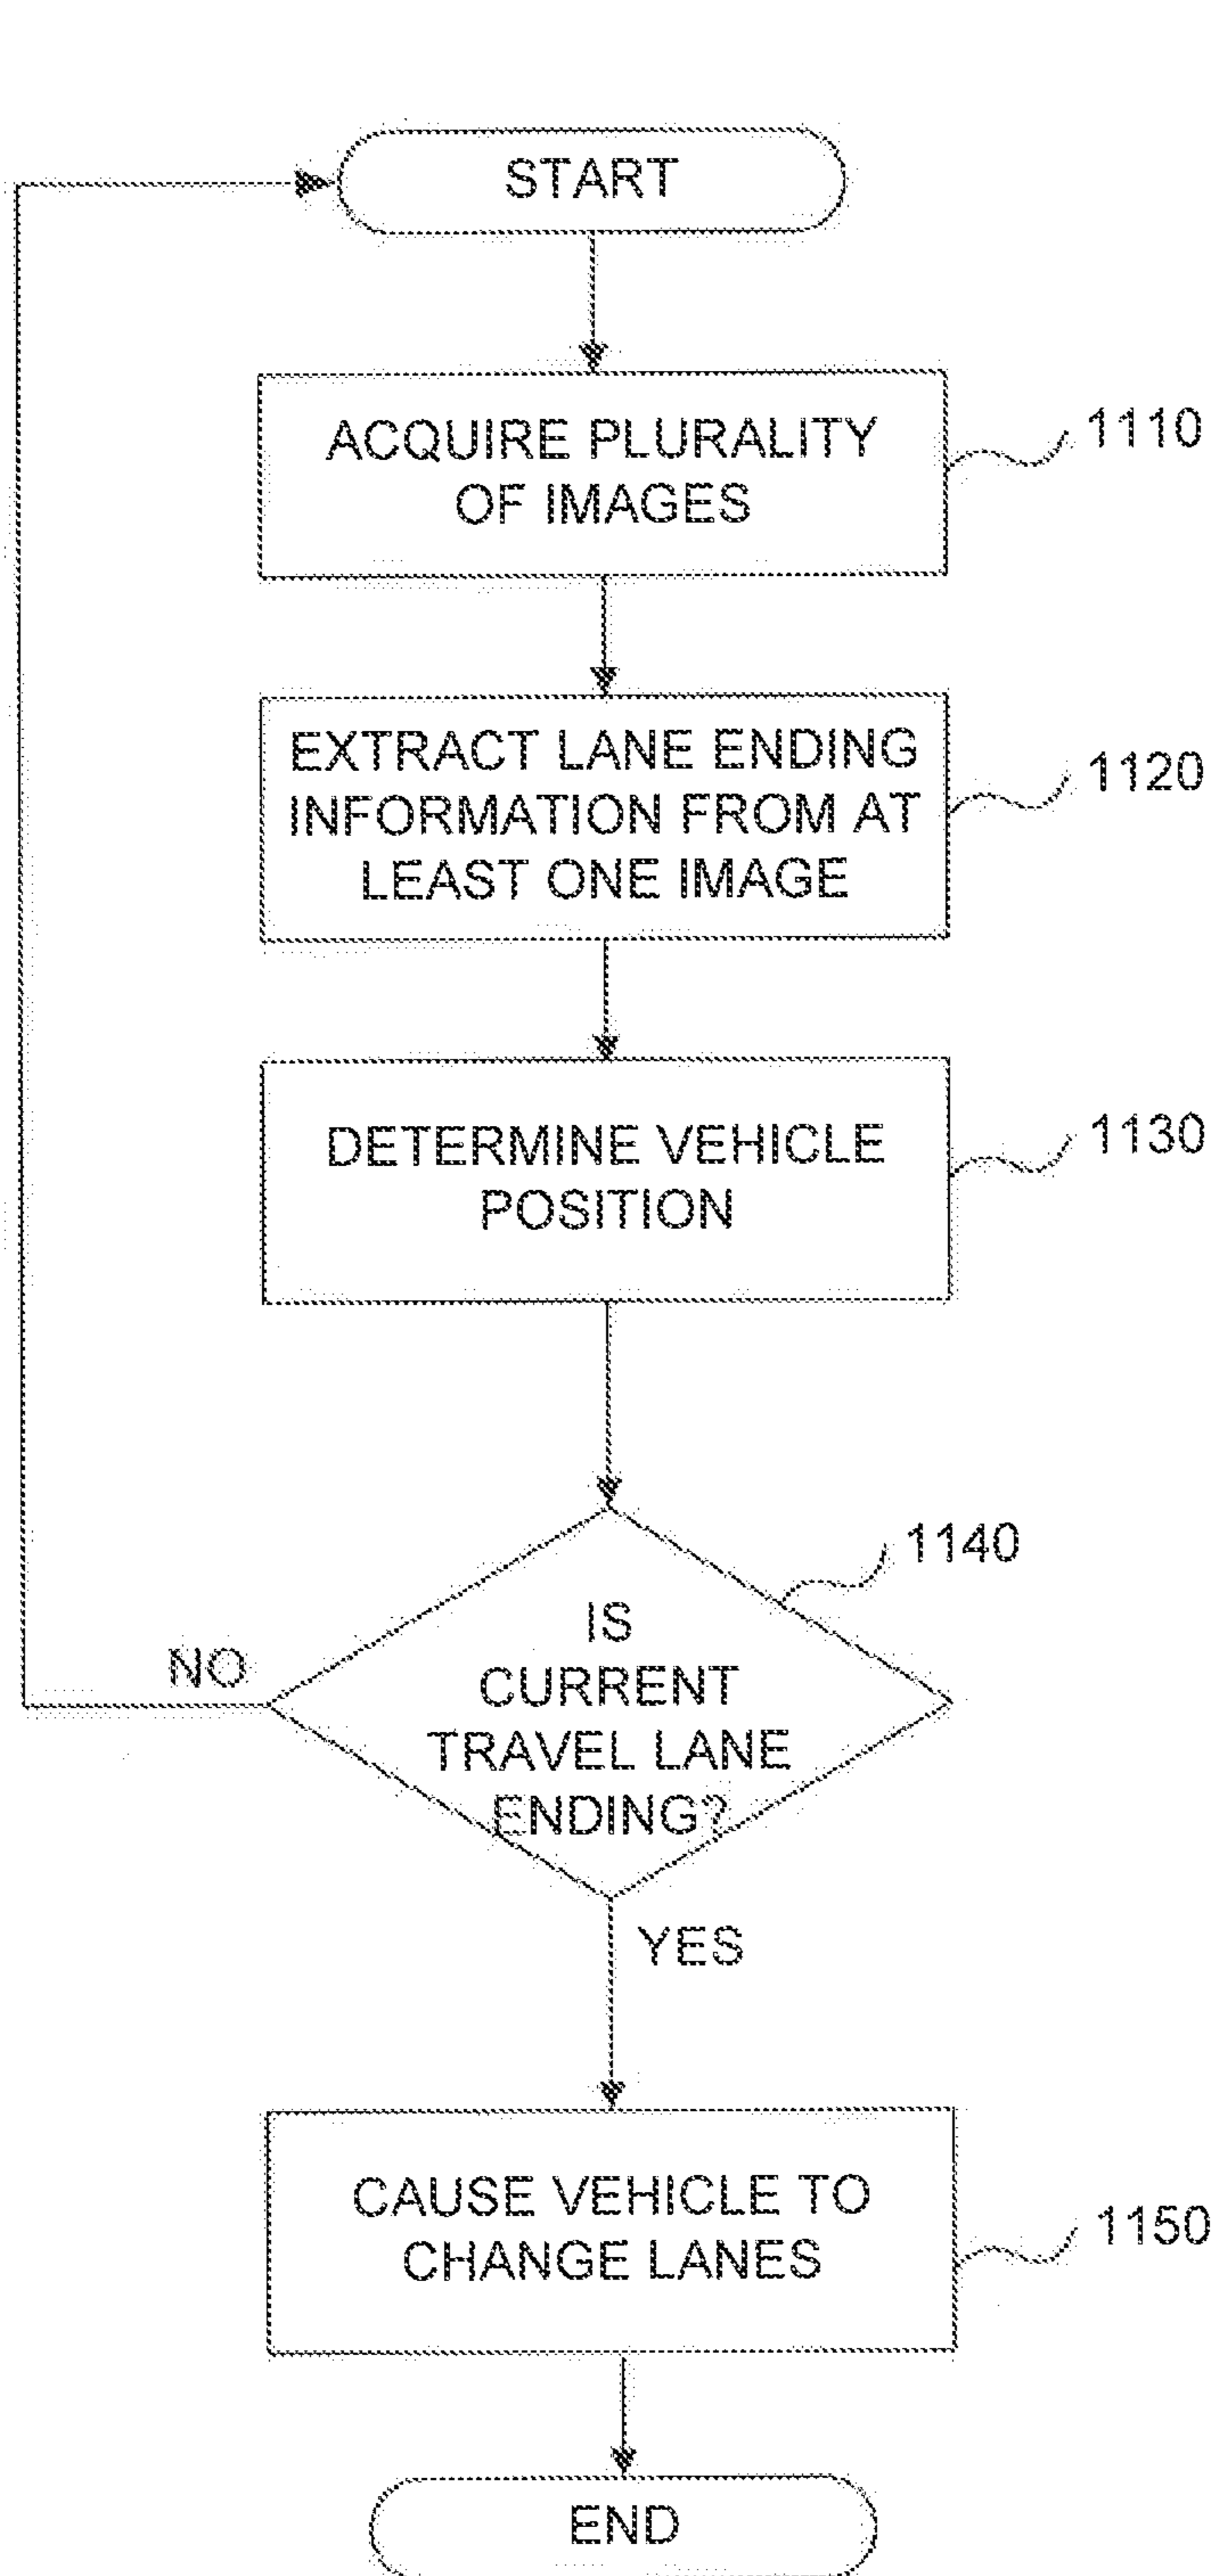 START
ACQUIRE PLURALITY
OF IMAGES
1110
EXTRACT LANE ENDING
INFORMATION FROM AT
LEAST ONE IMAGE
1120
DETERMINE VEHICLE
POSITION
1130
1140
IS
CURRENT
TRAVEL LANE
ENDING?
NO
YES
CAUSE VEHICLE TO
CHANGE LANES
1150
END